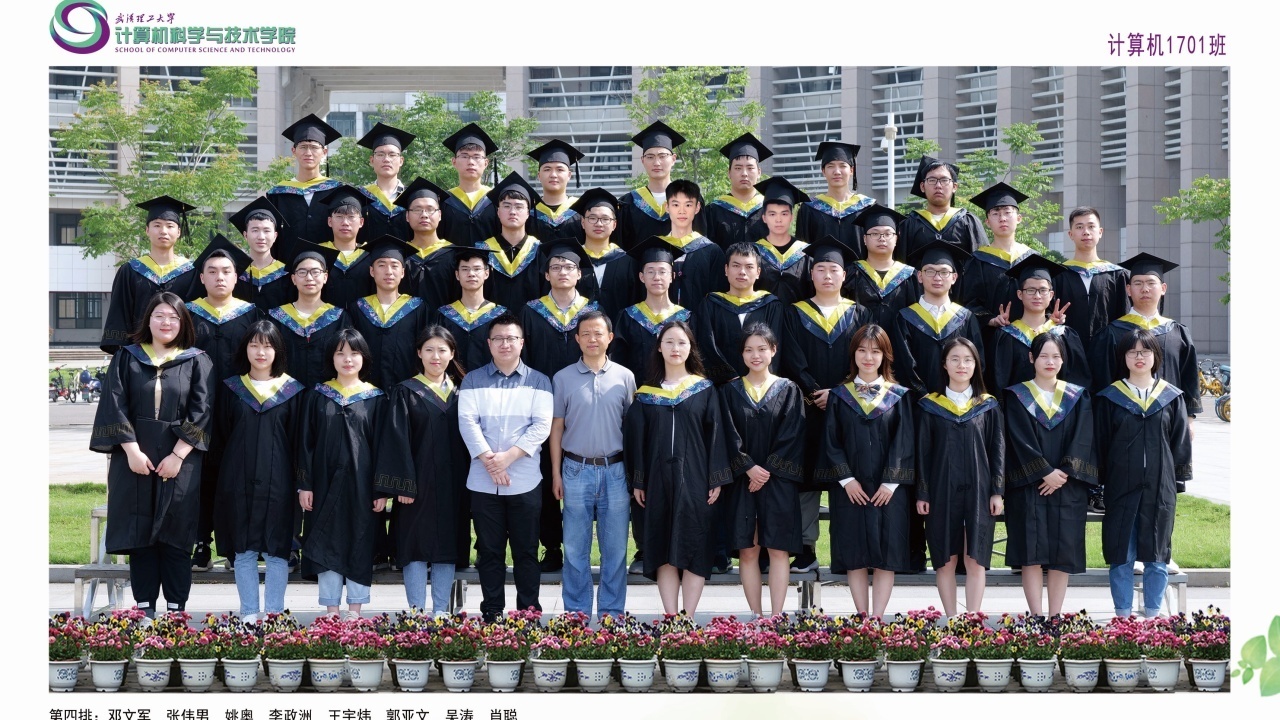 武汉理工大学
计算机科学与技术学院
SCHOOL OF COMPUTER SCIENCE AND TECHNOLOGY
计算机1701班
第四排：邓文军 张伟男 姚奥 李政洲 王宇炜 郭亚文 吴涛 肖聪